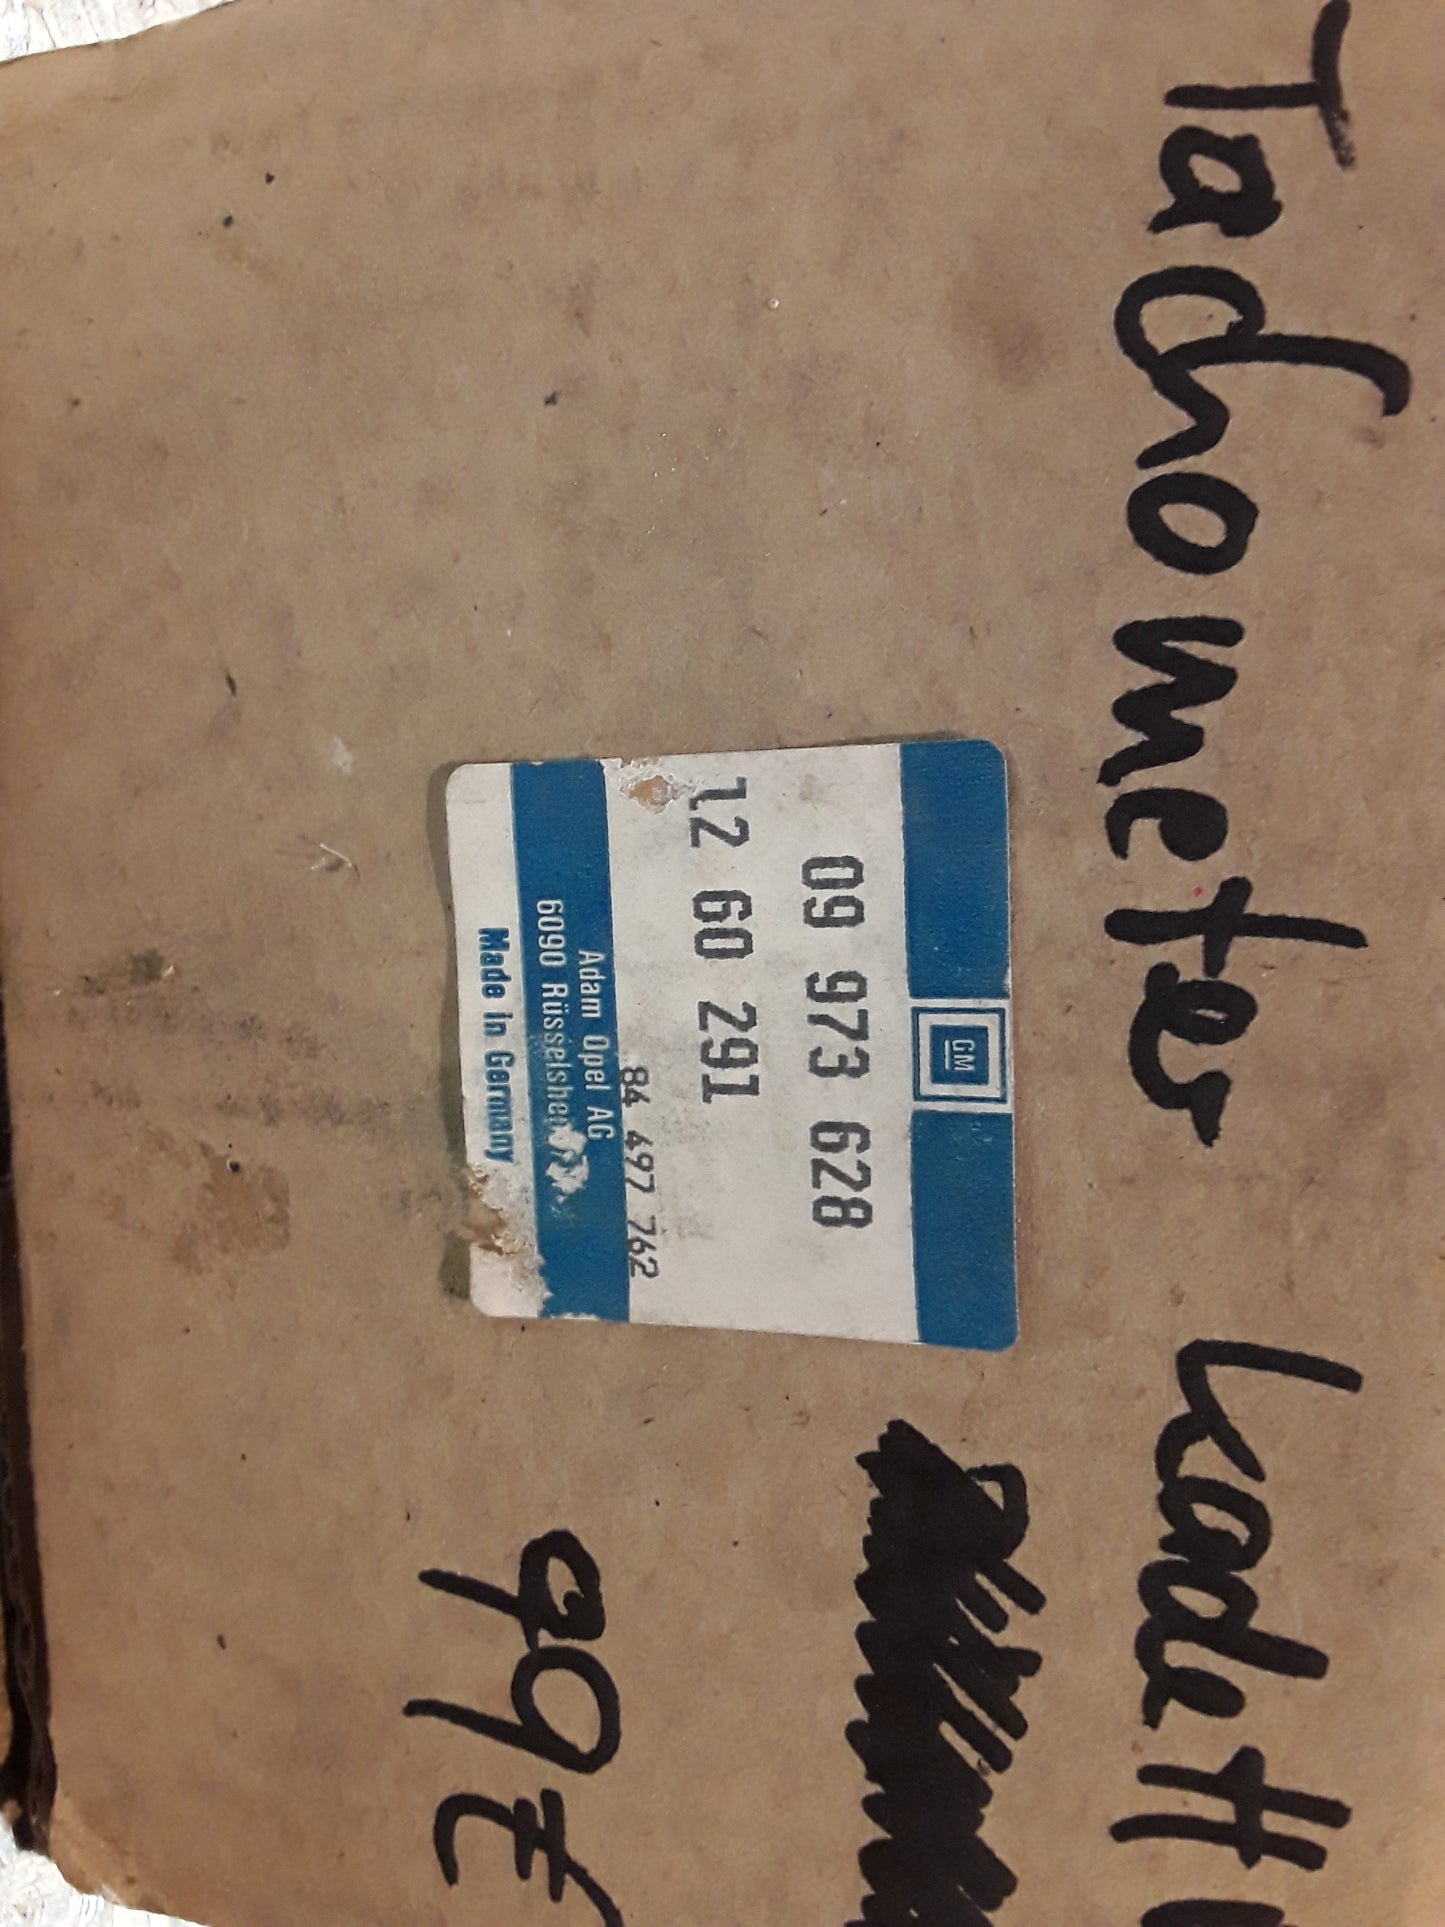 Tachometer Kadett
GM
09 973 628
12 60 291
84 497 762
Adam Opel AG
6090 Rüsselsheim
Made in Germany
99€